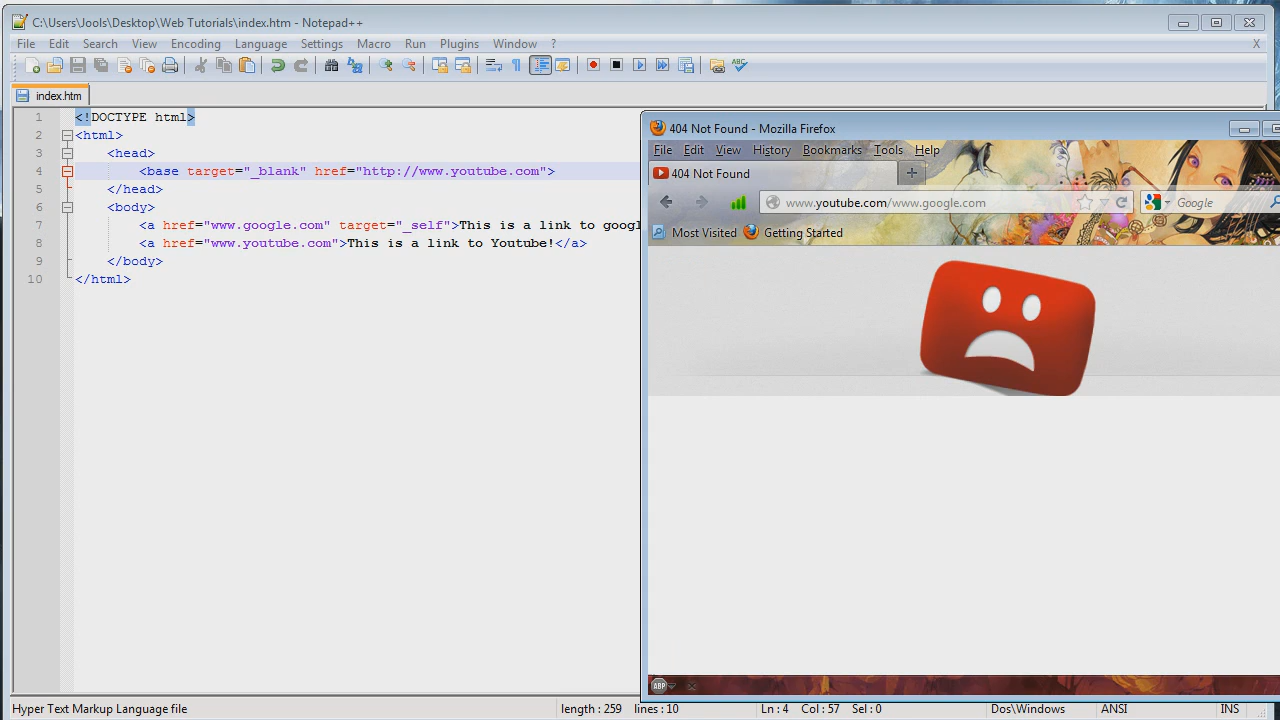 C:\Users\Jools\Desktop\Web Tutorials\index.htm - Notepad++
File Edit Search View Encoding Language Settings Macro Run Plugins Window ? X
ABC
index.htm
1 <!DOCTYPE html>
2 <html>
3 <head>
4 <base target="_blank" href="http://www.youtube.com">
5 </head>
6 <body>
7 <a href="www.google.com" target="_self">This is a link to googl
8 <a href="www.youtube.com">This is a link to Youtube!</a>
9 </body>
10 </html>
404 Not Found - Mozilla Firefox
File Edit View History Bookmarks Tools Help
404 Not Found
www.youtube.com/www.google.com
Google
Most Visited Getting Started
ABP
Hyper Text Markup Language file length : 259 lines : 10 Ln : 4 Col : 57 Sel : 0 Dos\Windows ANSI INS